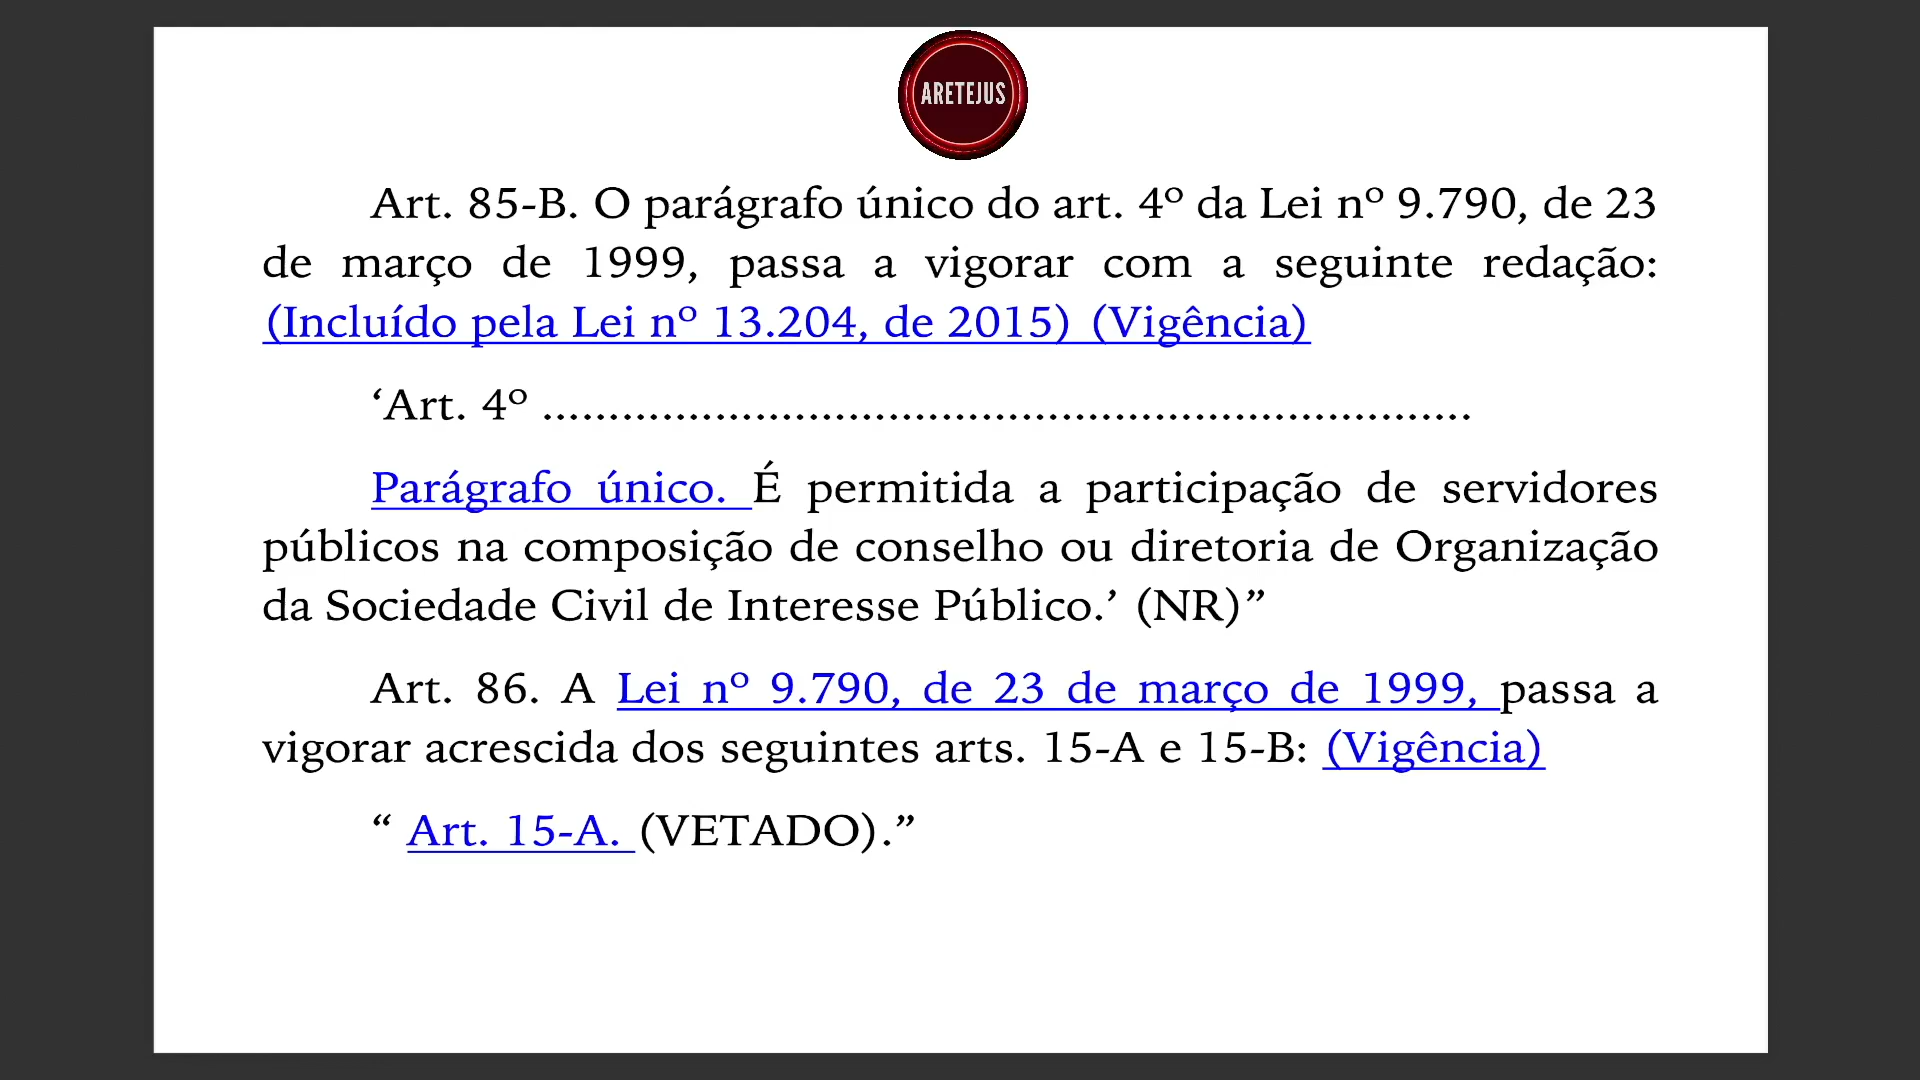 ARETEJUS
Art. 85-B. O parágrafo único do art. 4º da Lei nº 9.790, de 23
de março de 1999, passa a vigorar com a seguinte redação:
(Incluído pela Lei nº 13.204, de 2015) (Vigência)
‘Art. 4º ......................................................................
Parágrafo único. É permitida a participação de servidores
públicos na composição de conselho ou diretoria de Organização
da Sociedade Civil de Interesse Público.’ (NR)”
Art. 86. A Lei nº 9.790, de 23 de março de 1999, passa a
vigorar acrescida dos seguintes arts. 15-A e 15-B: (Vigência)
“ Art. 15-A. (VETADO).”